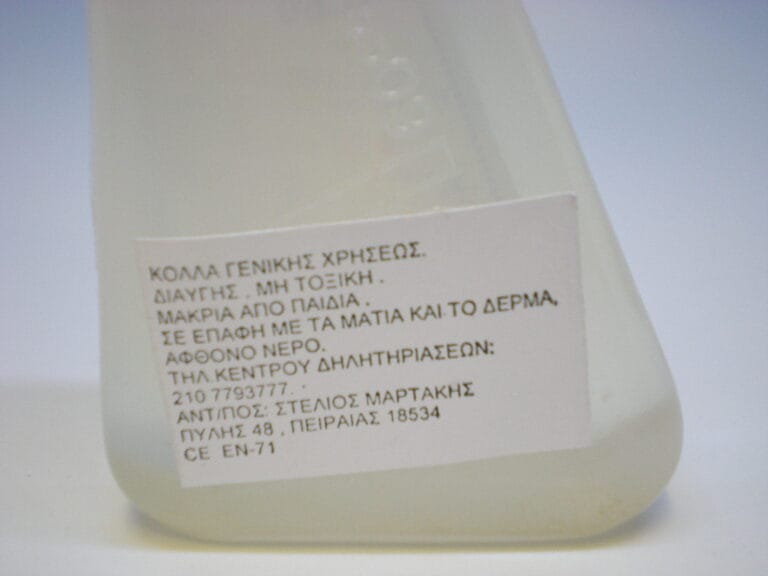 ΚΟΛΛΑ ΓΕΝΙΚΗΣ ΧΡΗΣΕΩΣ.
ΔΙΑΥΓΗΣ . ΜΗ ΤΟΞΙΚΗ .
ΜΑΚΡΙΑ ΑΠΟ ΠΑΙΔΙΑ .
ΣΕ ΕΠΑΦΗ ΜΕ ΤΑ ΜΑΤΙΑ ΚΑΙ ΤΟ ΔΕΡΜΑ,
ΑΦΘΟΝΟ ΝΕΡΟ.
ΤΗΛ.ΚΕΝΤΡΟΥ ΔΗΛΗΤΗΡΙΑΣΕΩΝ:
210 7793777.
ΑΝΤ/ΠΟΣ: ΣΤΕΛΙΟΣ ΜΑΡΤΑΚΗΣ
ΠΥΛΗΣ 48 , ΠΕΙΡΑΙΑΣ 18534
CE EN-71